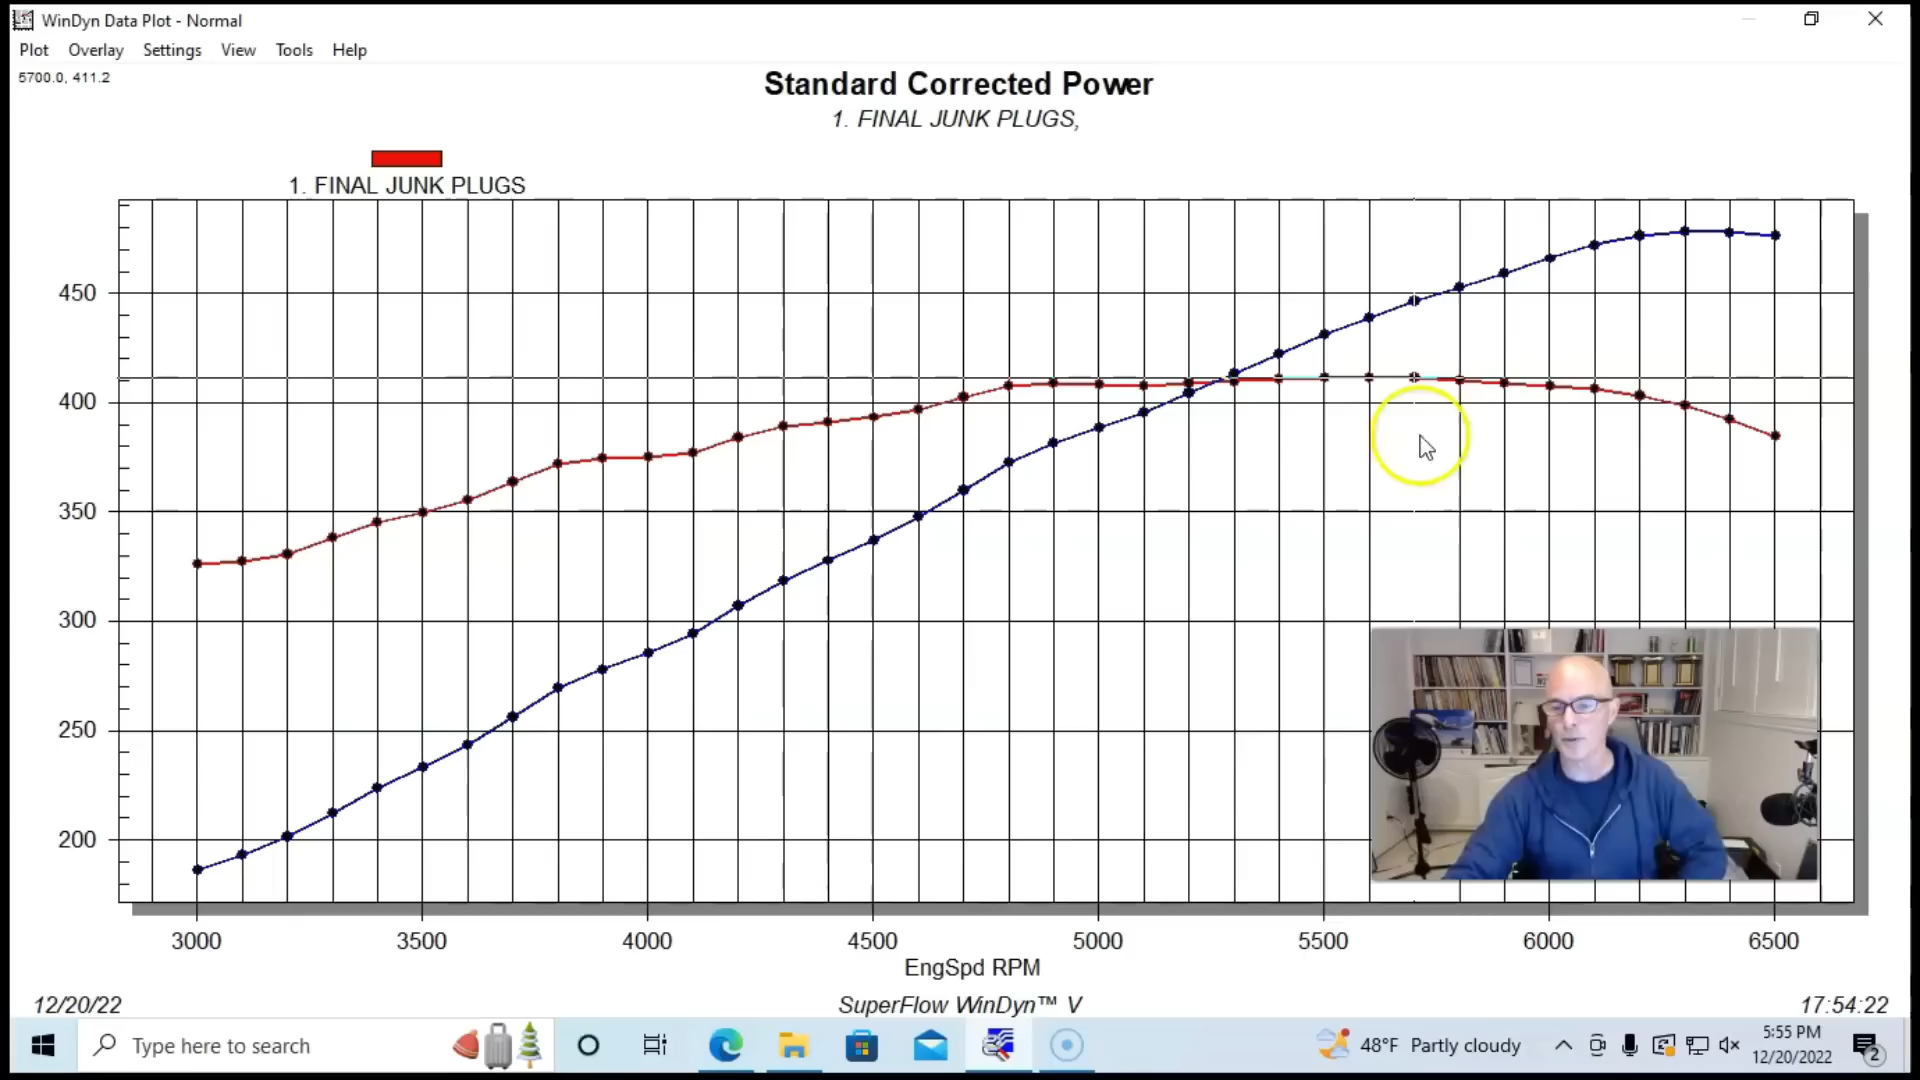 WinDyn Data Plot - Normal
Plot Overlay Settings View Tools Help
5700.0, 411.2
Standard Corrected Power
1. FINAL JUNK PLUGS,
1. FINAL JUNK PLUGS
450
400
350
300
250
200
3000 3500 4000 4500 5000 5500 6000 6500
EngSpd RPM
12/20/22 SuperFlow WinDyn™ V 17:54:22
Type here to search 48°F Partly cloudy 5:55 PM
12/20/2022 2